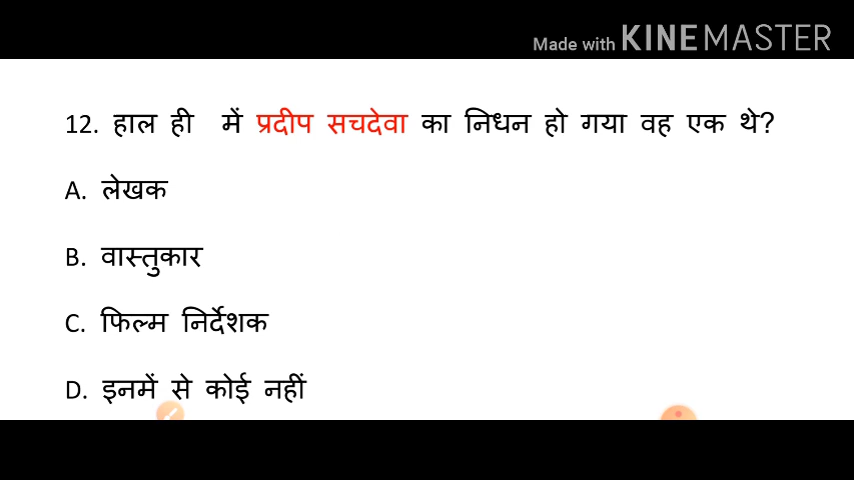 Made with KINEMASTER
12. हाल ही में प्रदीप सचदेवा का निधन हो गया वह एक थे?
A. लेखक
B. वास्तुकार
C. फिल्म निर्देशक
D. इनमें से कोई नहीं